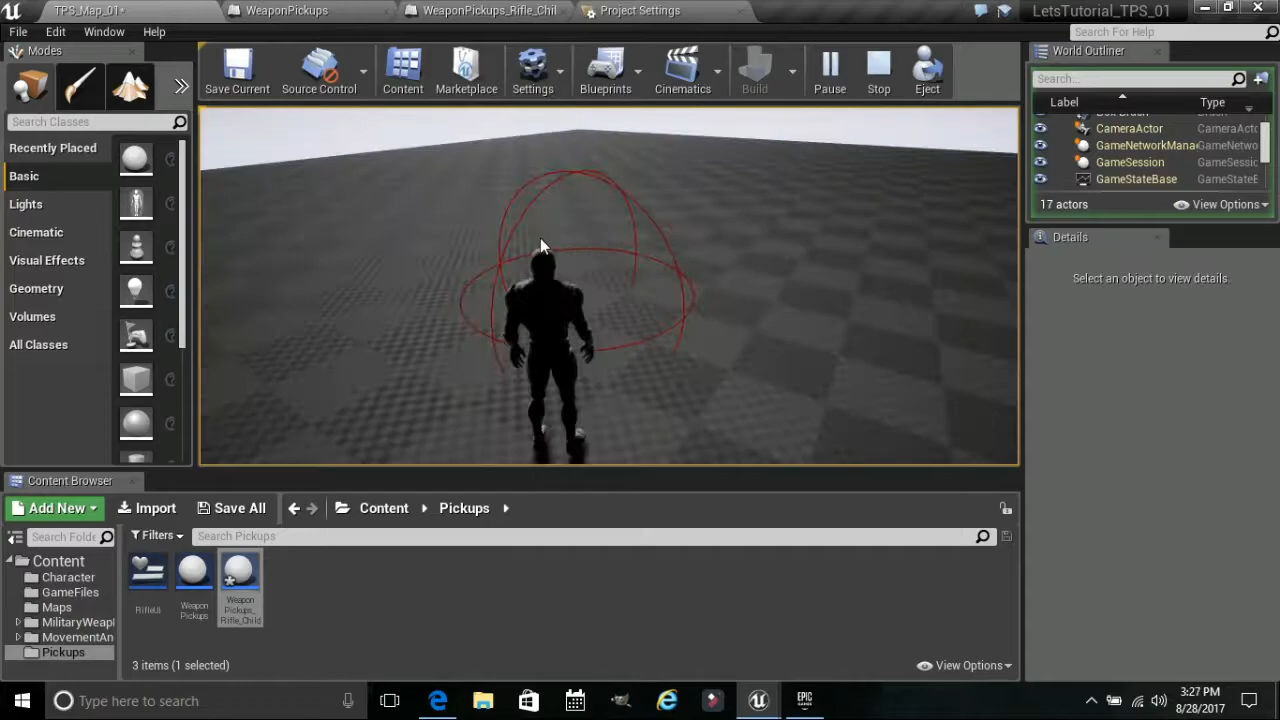 TPS_Map_01*
WeaponPickups
WeaponPickups_Rifle_Chil
Project Settings
LetsTutorial_TPS_01
File
Edit
Window
Help
Search For Help
Modes
Save Current
Source Control
Content
Marketplace
Settings
Blueprints
Cinematics
Build
Pause
Stop
Eject
World Outliner
Search...
Label
Type
Box Brush
CameraActor
CameraActo
GameNetworkMana
GameNetwo
GameSession
GameSessic
GameStateBase
GameStateE
17 actors
View Options
Search Classes
Recently Placed
Basic
Lights
Cinematic
Visual Effects
Geometry
Volumes
All Classes
Details
Select an object to view details.
Content Browser
Add New
Import
Save All
Content
Pickups
Search Folde
Filters
Search Pickups
Content
Character
GameFiles
Maps
MilitaryWeap
MovementAn
Pickups
RifleUI
Weapon
Pickups
Weapon
Pickups_
Rifle_Child
3 items (1 selected)
View Options
Type here to search
EPIC
GAMES
3:27 PM
8/28/2017